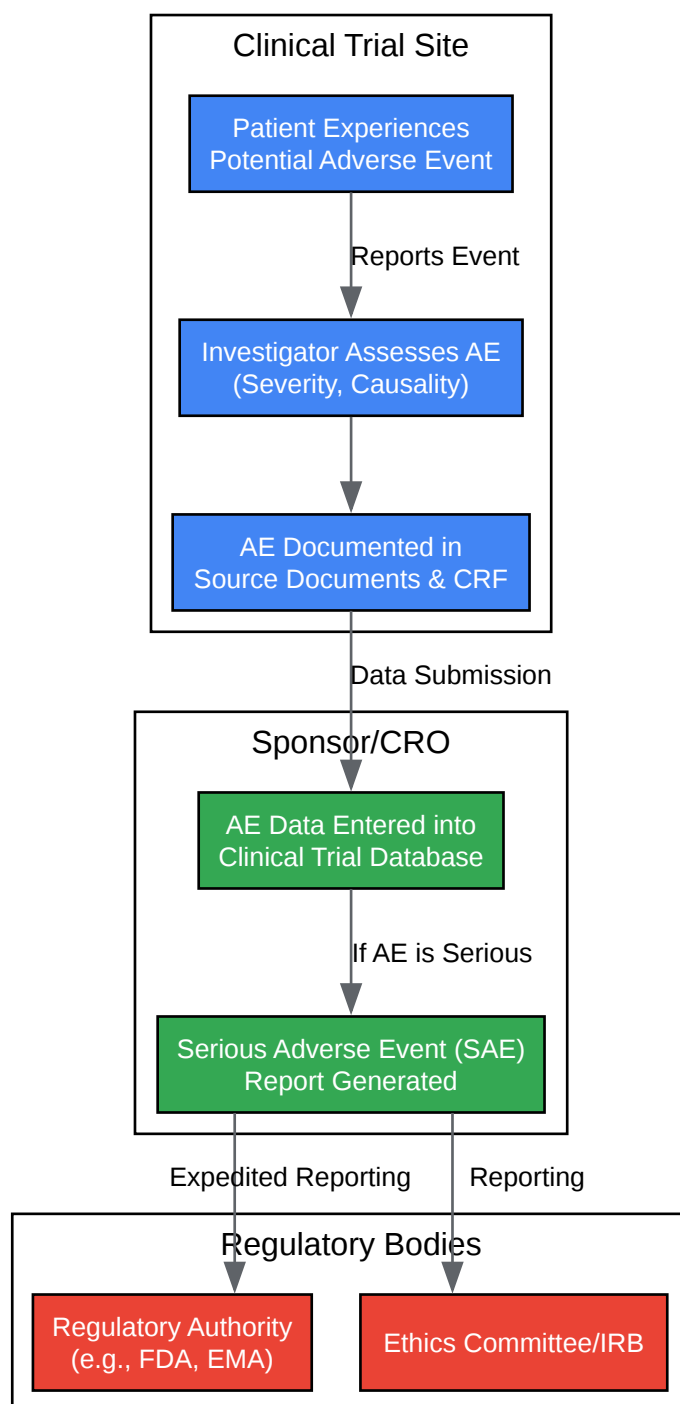 Clinical Trial Site
Patient Experiences
Potential Adverse Event
Reports Event
Investigator Assesses AE
(Severity, Causality)
AE Documented in
Source Documents & CRF
Data Submission
Sponsor/CRO
AE Data Entered into
Clinical Trial Database
If AE is Serious
Serious Adverse Event (SAE)
Report Generated
Expedited Reporting
Reporting
Regulatory Bodies
Regulatory Authority
(e.g., FDA, EMA)
Ethics Committee/IRB